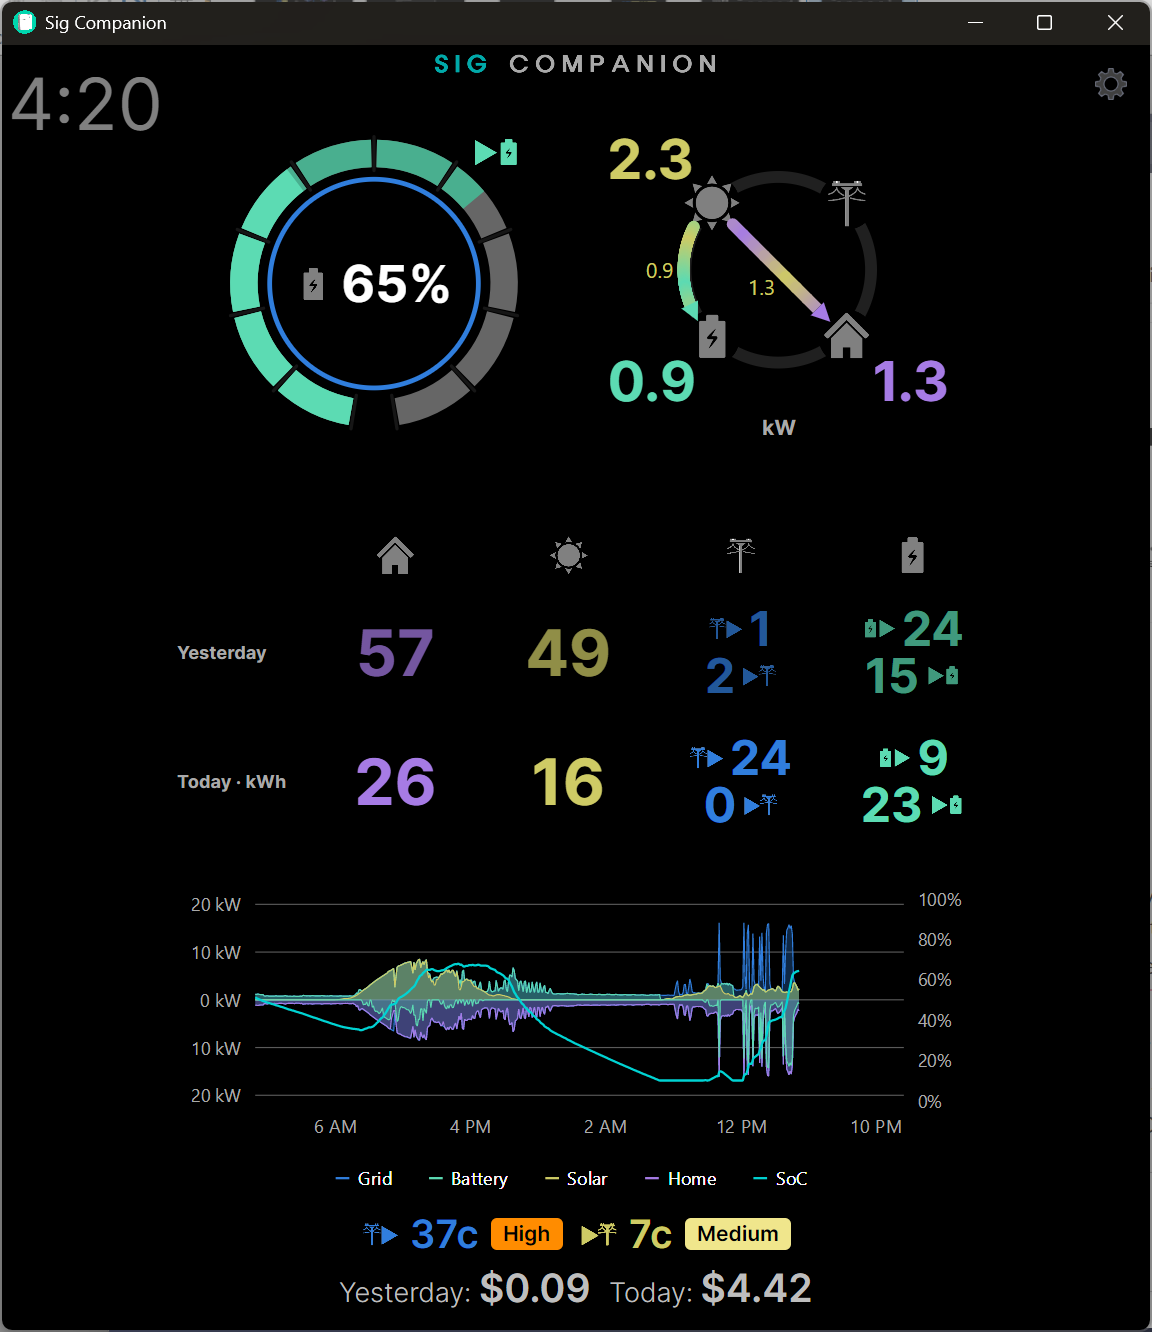 Sig Companion
SIG COMPANION
4:20
65%
2.3
0.9
1.3
0.9
1.3
kW
Yesterday
57
49
1
2
24
15
Today · kWh
26
16
24
0
9
23
20 kW
10 kW
0 kW
10 kW
20 kW
100%
80%
60%
40%
20%
0%
6 AM
4 PM
2 AM
12 PM
10 PM
Grid
Battery
Solar
Home
SoC
37c High 7c Medium
Yesterday: $0.09 Today: $4.42